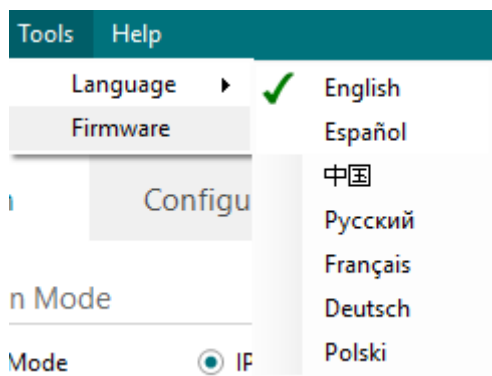 Tools Help
Language
Firmware
English
Español
中国
Русский
Français
Deutsch
Polski
Configu
n Mode
Mode
IP